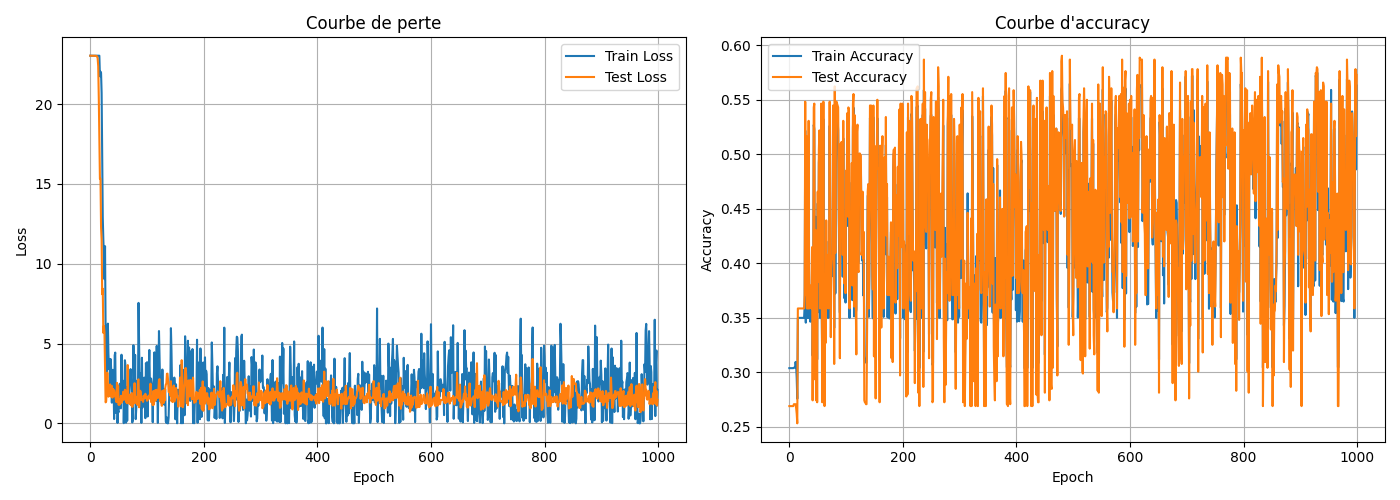 Courbe de perte
Train Loss
Test Loss
20
15
10
5
0
Loss
0
200
400
600
800
1000
Epoch
Courbe d'accuracy
Train Accuracy
Test Accuracy
0.60
0.55
0.50
0.45
0.40
0.35
0.30
0.25
Accuracy
0
200
400
600
800
1000
Epoch